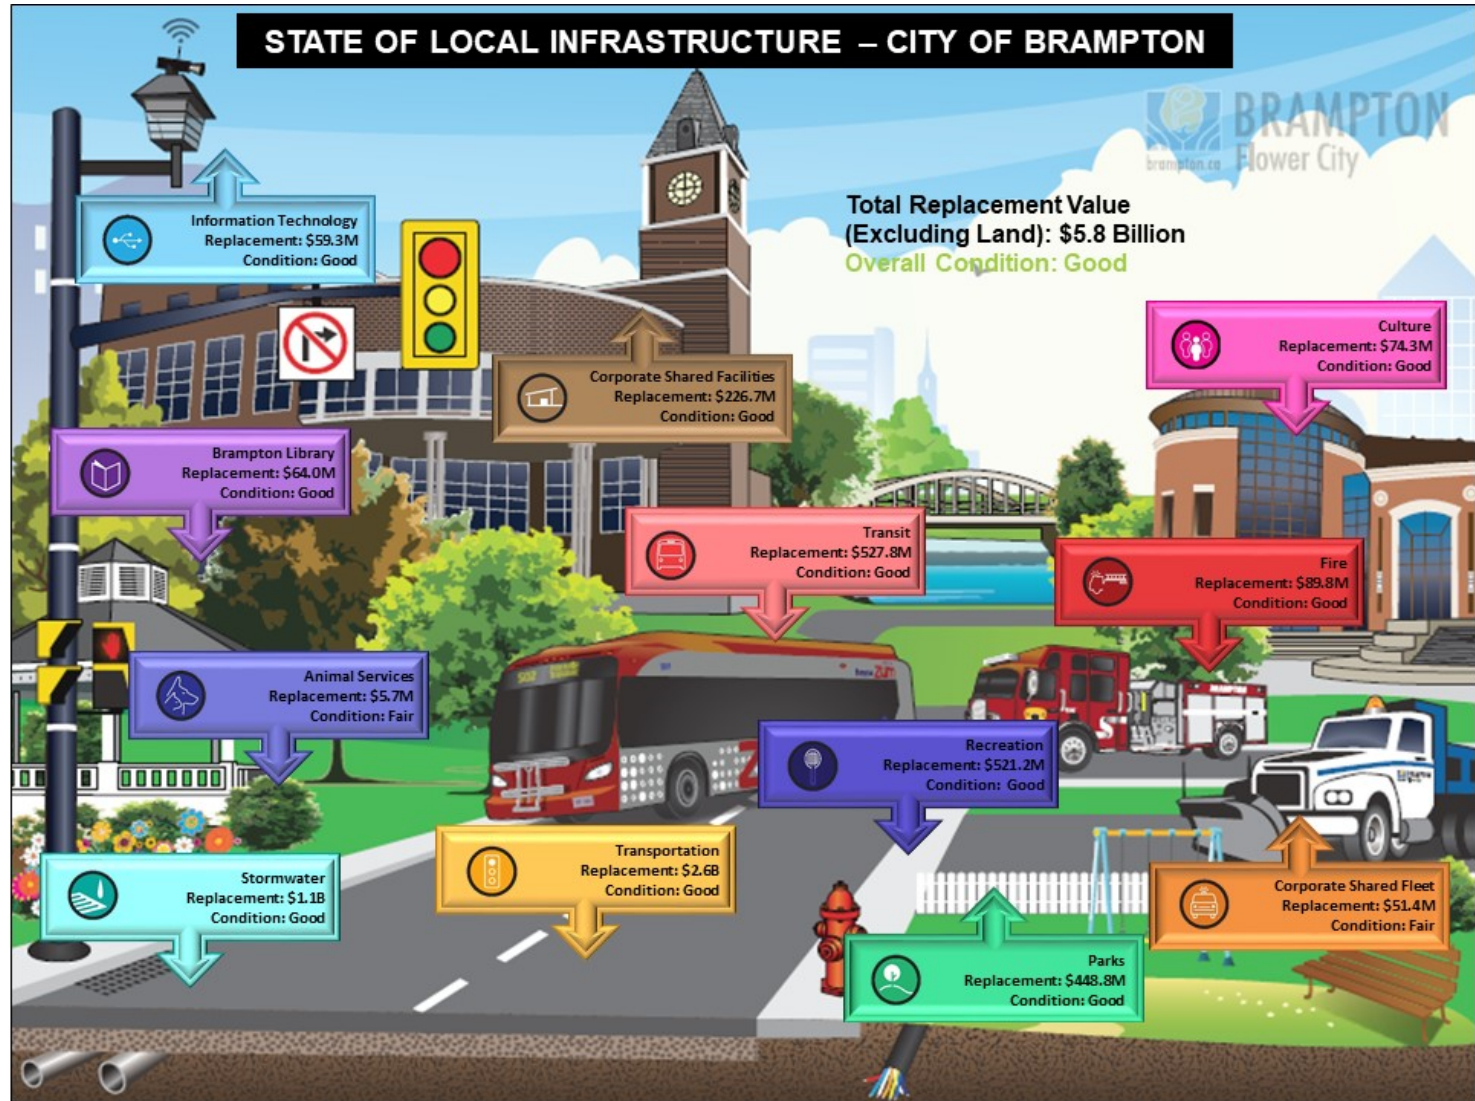 STATE OF LOCAL INFRASTRUCTURE – CITY OF BRAMPTON
BRAMPTON
brampton.ca Flower City
Total Replacement Value
(Excluding Land): $5.8 Billion
Overall Condition: Good
Information Technology
Replacement: $59.3M
Condition: Good
Culture
Replacement: $74.3M
Condition: Good
Corporate Shared Facilities
Replacement: $226.7M
Condition: Good
Brampton Library
Replacement: $64.0M
Condition: Good
Transit
Replacement: $527.8M
Condition: Good
Fire
Replacement: $89.8M
Condition: Good
Animal Services
Replacement: $5.7M
Condition: Fair
502
züm
BRAMPTON
Recreation
Replacement: $521.2M
Condition: Good
Transportation
Replacement: $2.6B
Condition: Good
Stormwater
Replacement: $1.1B
Condition: Good
Corporate Shared Fleet
Replacement: $51.4M
Condition: Fair
Parks
Replacement: $448.8M
Condition: Good